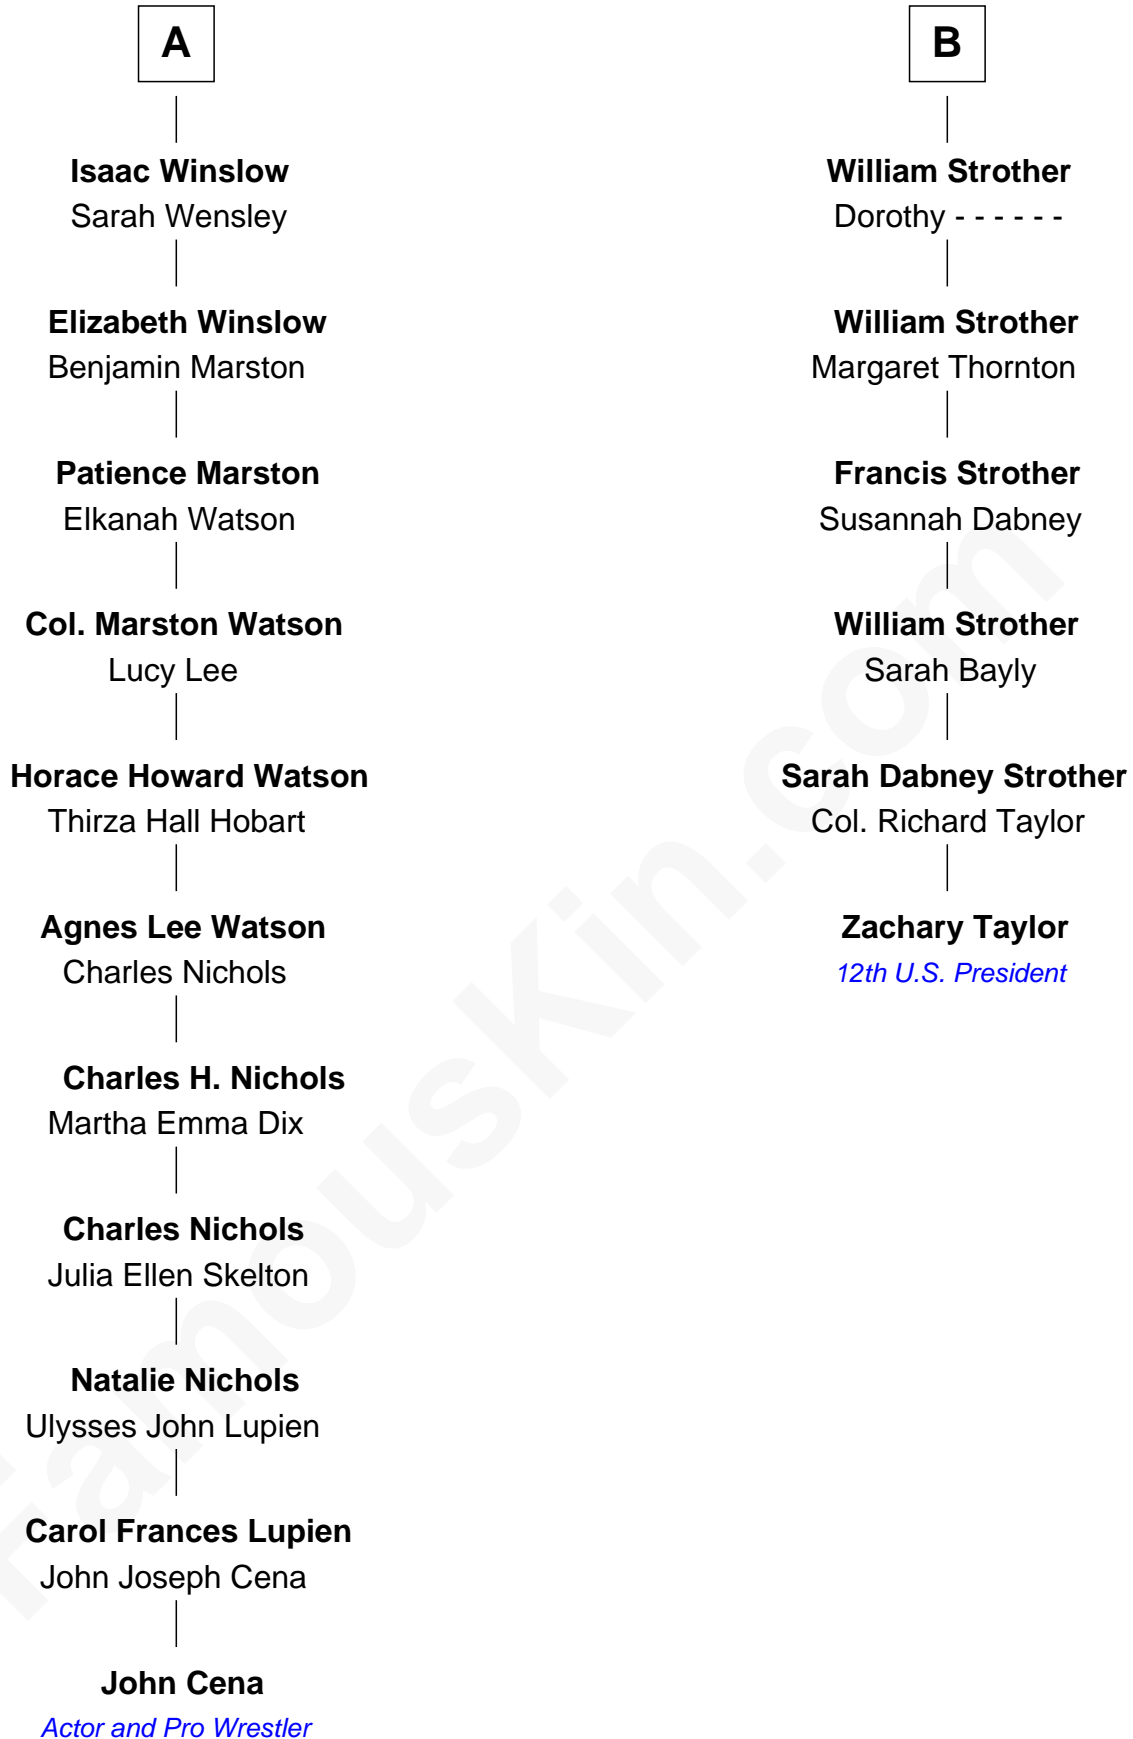 A
Isaac Winslow
Sarah Wensley
Elizabeth Winslow
Benjamin Marston
Patience Marston
Elkanah Watson
Col. Marston Watson
Lucy Lee
Horace Howard Watson
Thirza Hall Hobart
Agnes Lee Watson
Charles Nichols
Charles H. Nichols
Martha Emma Dix
Charles Nichols
Julia Ellen Skelton
Natalie Nichols
Ulysses John Lupien
Carol Frances Lupien
John Joseph Cena
John Cena
Actor and Pro Wrestler
B
William Strother
Dorothy - - - - - -
William Strother
Margaret Thornton
Francis Strother
Susannah Dabney
William Strother
Sarah Bayly
Sarah Dabney Strother
Col. Richard Taylor
Zachary Taylor
12th U.S. President
FamousKin.com